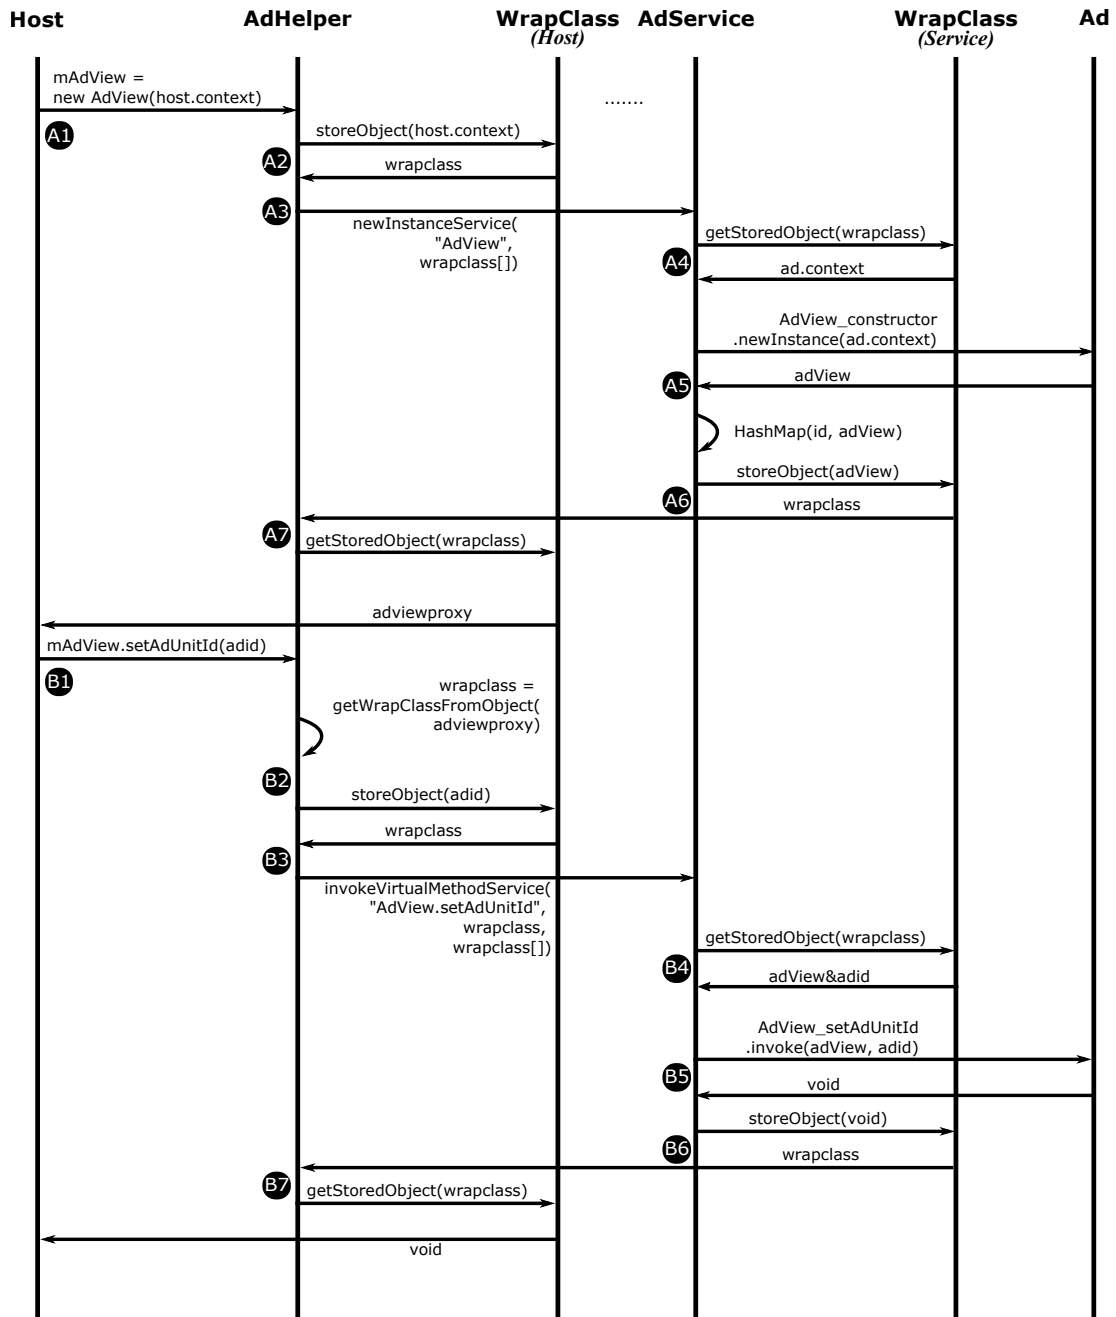 Host
AdHelper
WrapClass
(Host)
AdService
WrapClass
(Service)
Ad
mAdView =
new AdView(host.context)
.......
A1
storeObject(host.context)
A2
wrapclass
A3
newInstanceService(
"AdView",
wrapclass[])
getStoredObject(wrapclass)
A4
ad.context
AdView_constructor
.newInstance(ad.context)
A5
adView
HashMap(id, adView)
storeObject(adView)
A6
wrapclass
A7
getStoredObject(wrapclass)
adviewproxy
mAdView.setAdUnitId(adid)
B1
wrapclass =
getWrapClassFromObject(
adviewproxy)
B2
storeObject(adid)
wrapclass
B3
invokeVirtualMethodService(
"AdView.setAdUnitId",
wrapclass,
wrapclass[])
getStoredObject(wrapclass)
B4
adView&adid
AdView_setAdUnitId
.invoke(adView, adid)
B5
void
storeObject(void)
B6
wrapclass
B7
getStoredObject(wrapclass)
void